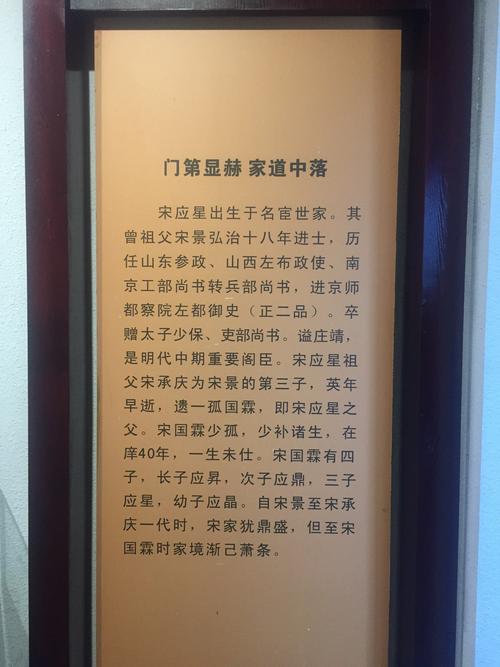 门第显赫 家道中落
宋应星出生于名宦世家。其
曾祖父宋景弘治十八年进士，历
任山东参政、山西左布政使、南
京工部尚书转兵部尚书，进京师
都察院左都御史（正二品）。卒
赠太子少保、吏部尚书。谥庄靖，
是明代中期重要阁臣。宋应星祖
父宋承庆为宋景的第三子，英年
早逝，遗一孤国霖，即宋应星之
父。宋国霖少孤，少补诸生，在
庠40年，一生未仕。宋国霖有四
子，长子应昇，次子应鼎，三子
应星，幼子应晶。自宋景至宋承
庆一代时，宋家犹鼎盛，但至宋
国霖时家境渐己萧条。